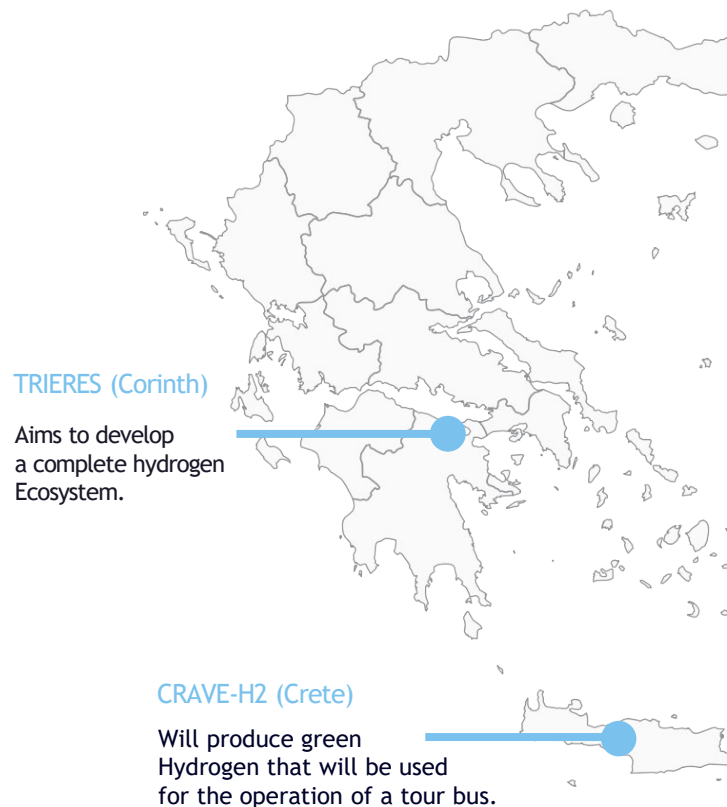 TRIERES (Corinth)
Aims to develop
a complete hydrogen
Ecosystem.
CRAVE-H2 (Crete)
Will produce green
Hydrogen that will be used
for the operation of a tour bus.